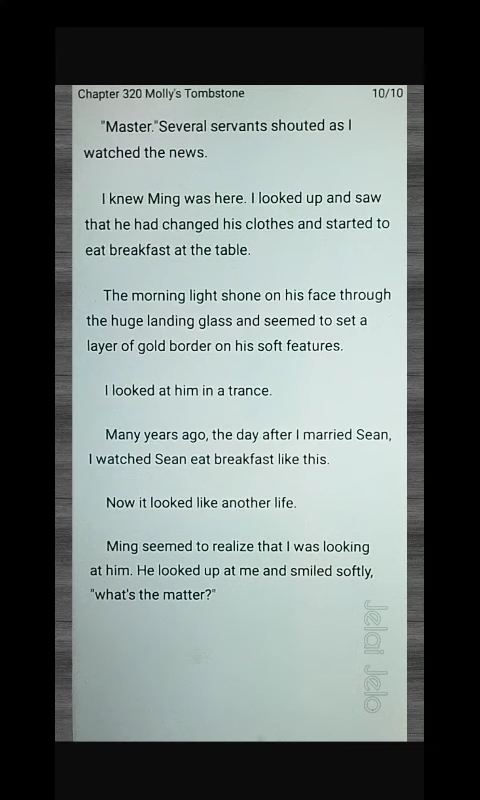 Chapter 320 Molly's Tombstone 10/10
"Master."Several servants shouted as I
watched the news.
I knew Ming was here. I looked up and saw
that he had changed his clothes and started to
eat breakfast at the table.
The morning light shone on his face through
the huge landing glass and seemed to set a
layer of gold border on his soft features.
I looked at him in a trance.
Many years ago, the day after I married Sean,
I watched Sean eat breakfast like this.
Now it looked like another life.
Ming seemed to realize that I was looking
at him. He looked up at me and smiled softly,
"what's the matter?"
Jelai Jelo